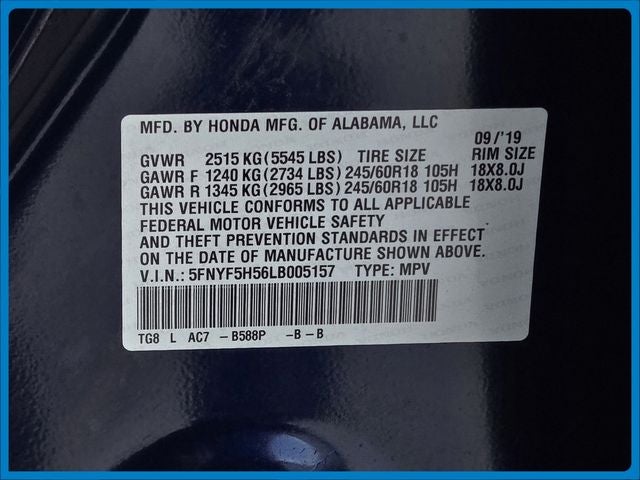 MFD. BY HONDA MFG. OF ALABAMA, LLC
09/'19
GVWR 2515 KG(5545 LBS) TIRE SIZE RIM SIZE
GAWR F 1240 KG(2734 LBS)245/60R18 105H 18X8.0J
GAWR R 1345 KG(2965 LBS)245/60R18 105H 18X8.0J
THIS VEHICLE CONFORMS TO ALL APPLICABLE
FEDERAL MOTOR VEHICLE SAFETY
AND THEFT PREVENTION STANDARDS IN EFFECT
ON THE DATE OF MANUFACTURE SHOWN ABOVE.
V.I.N.: 5FNYF5H56LB005157 TYPE: MPV
TG8 L AC7 -B588P -B-B